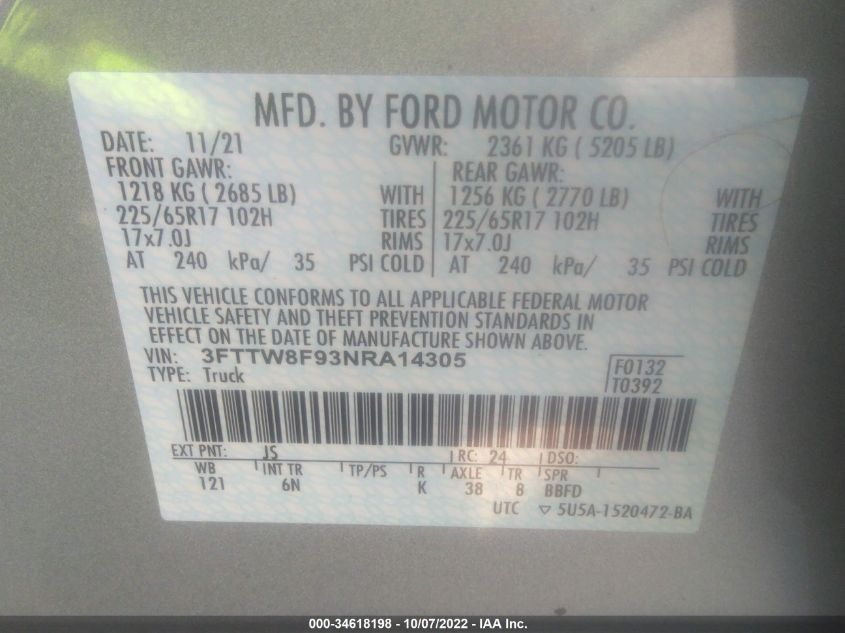 MFD. BY FORD MOTOR CO.
DATE: 11/21 GVWR: 2361 KG ( 5205 LB)
FRONT GAWR: REAR GAWR:
1218 KG ( 2685 LB) WITH 1256 KG ( 2770 LB) WITH
225/65R17 102H TIRES 225/65R17 102H TIRES
17x7.0J RIMS 17x7.0J RIMS
AT 240 kPa/ 35 PSI COLD AT 240 kPa/ 35 PSI COLD
THIS VEHICLE CONFORMS TO ALL APPLICABLE FEDERAL MOTOR
VEHICLE SAFETY AND THEFT PREVENTION STANDARDS IN
EFFECT ON THE DATE OF MANUFACTURE SHOWN ABOVE.
VIN: 3FTTW8F93NRA14305 F0132
TYPE: Truck T0392
EXT PNT: JS RC: 24 DSO:
WB INT TR TP/PS R AXLE TR SPR
121 6N K 38 8 BBFD
UTC ▽ 5U5A-1520472-BA
000-34618198 - 10/07/2022 - IAA Inc.